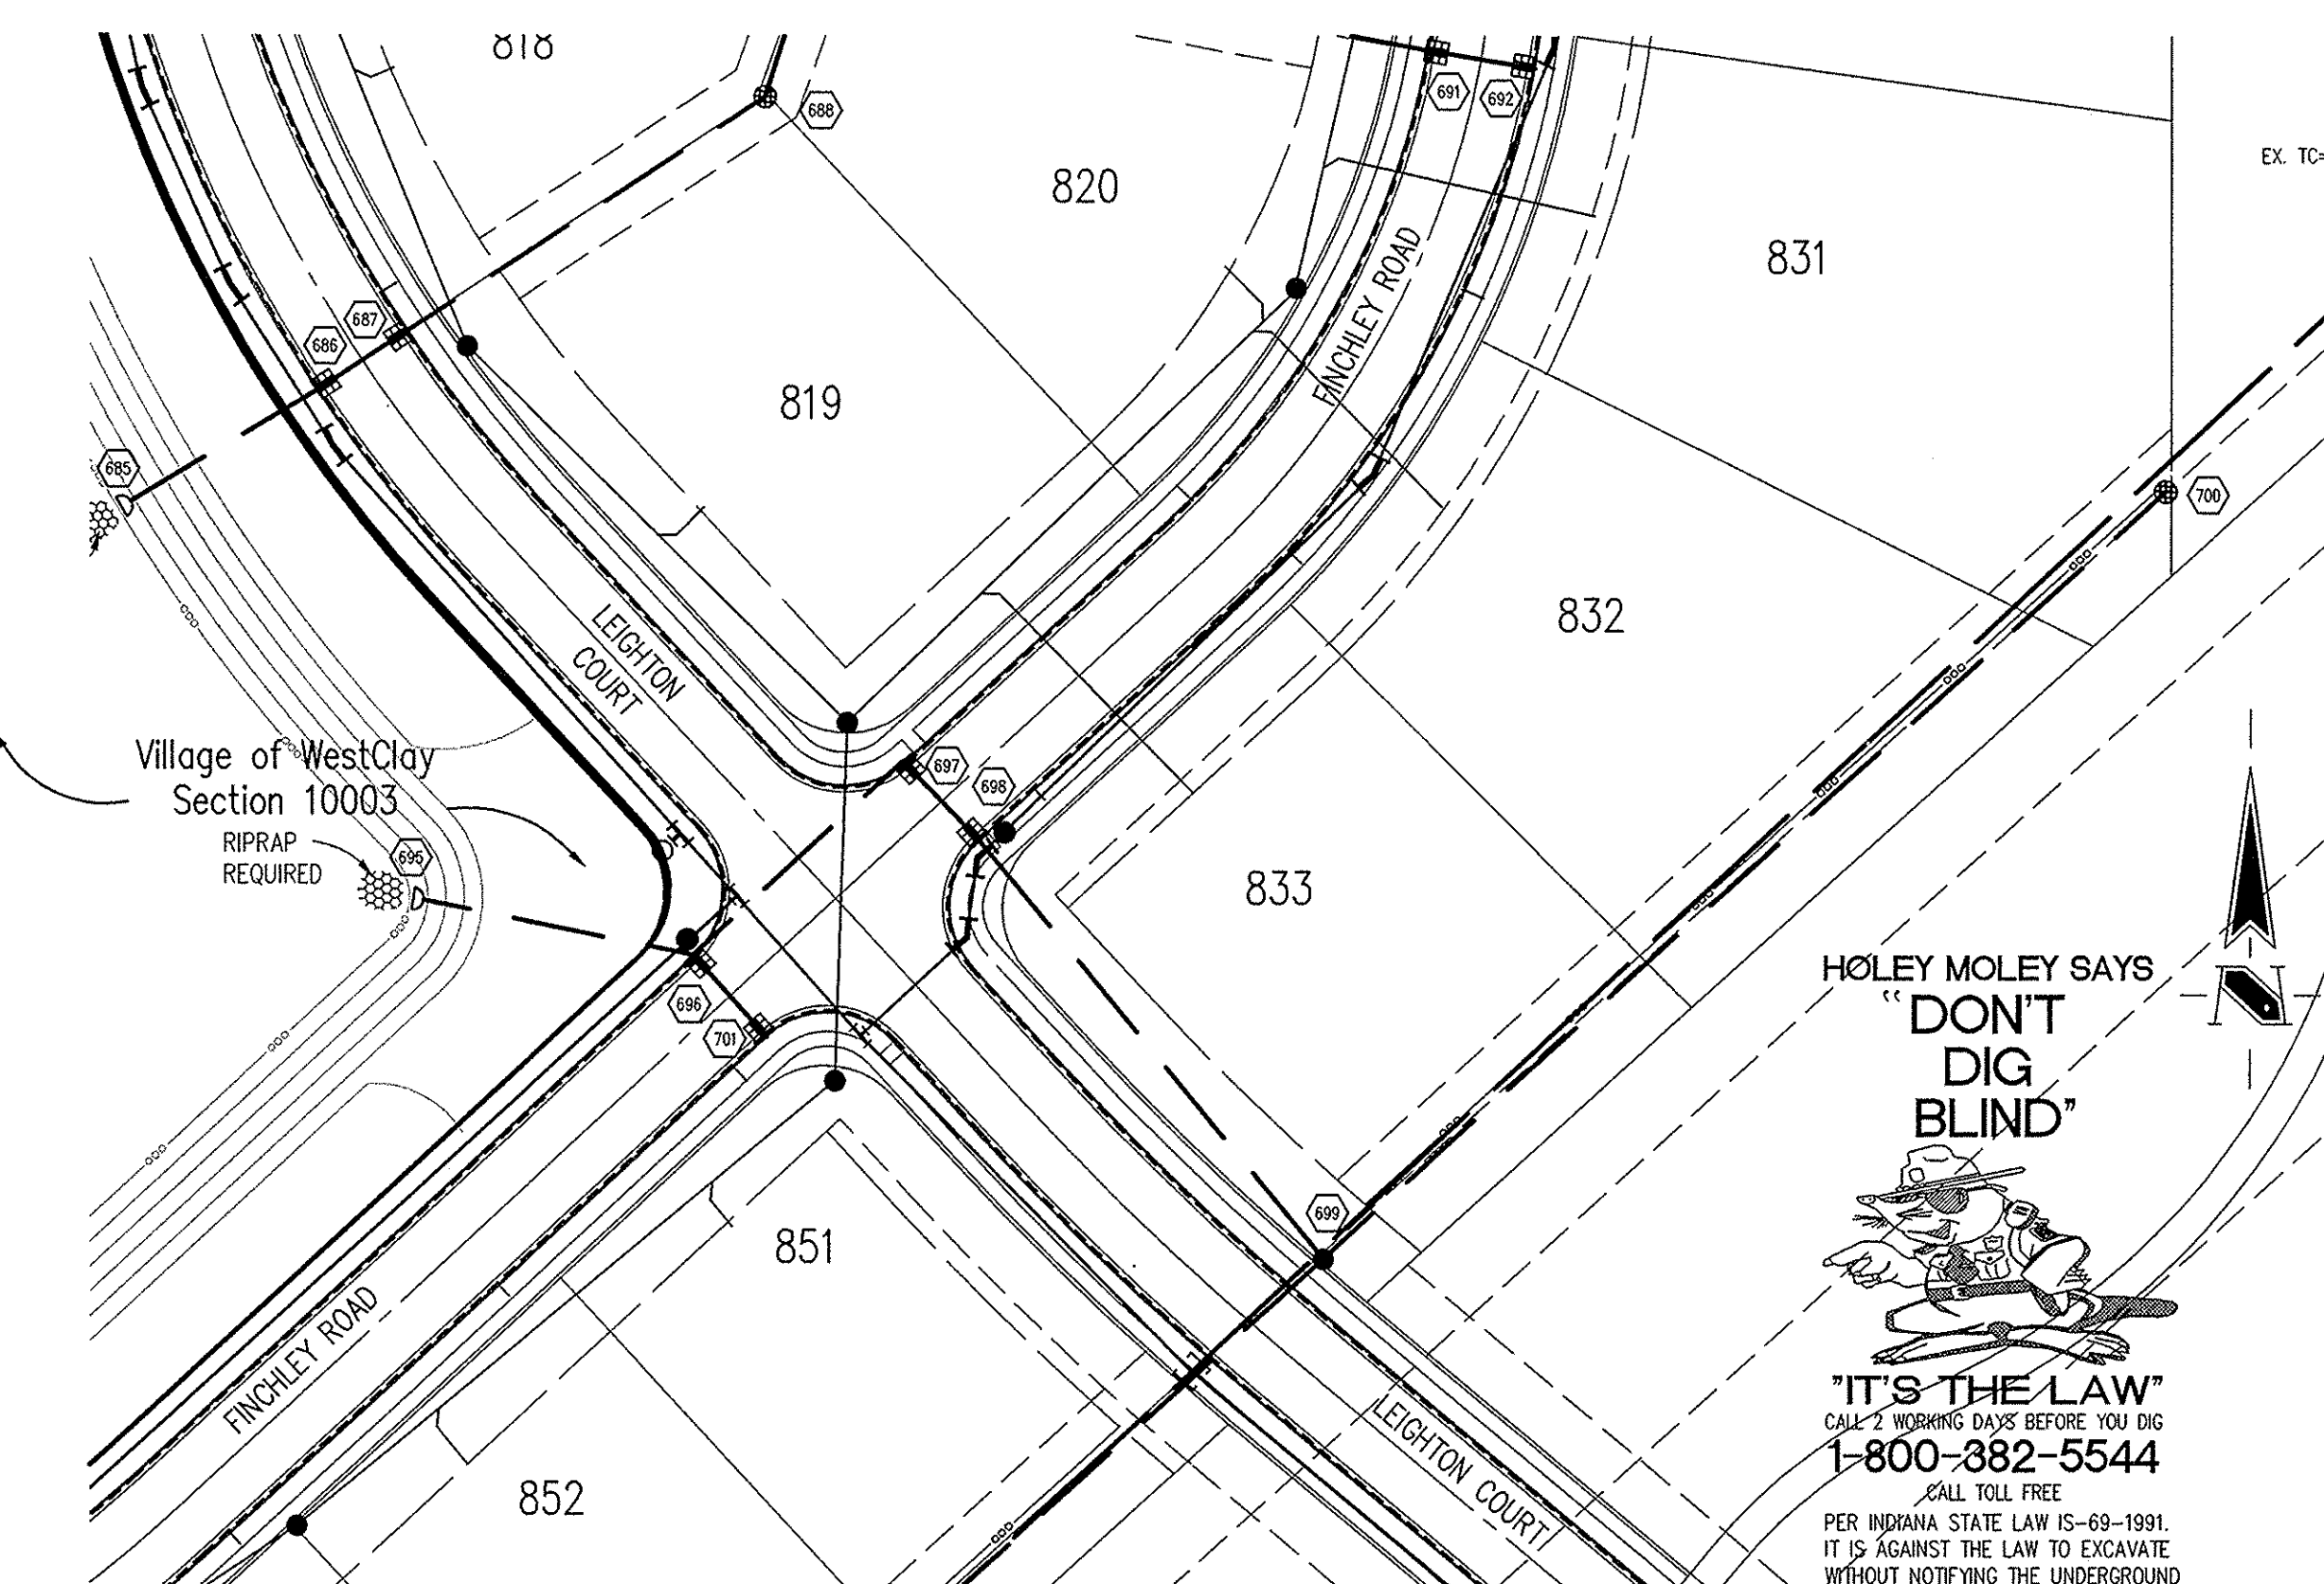 818
688
691
692
EX. TC=
820
831
FINCHLEY ROAD
687
686
819
685
700
832
LEIGHTON
COURT
Village of WestClay
Section 10003
RIPRAP
REQUIRED
695
697
698
833
696
701
699
851
852
FINCHLEY ROAD
LEIGHTON COURT
N
HOLEY MOLEY SAYS
"DON'T
DIG
BLIND"
"IT'S THE LAW"
CALL 2 WORKING DAYS BEFORE YOU DIG
1-800-382-5544
CALL TOLL FREE
PER INDIANA STATE LAW IS-69-1991.
IT IS AGAINST THE LAW TO EXCAVATE
WITHOUT NOTIFYING THE UNDERGROUND